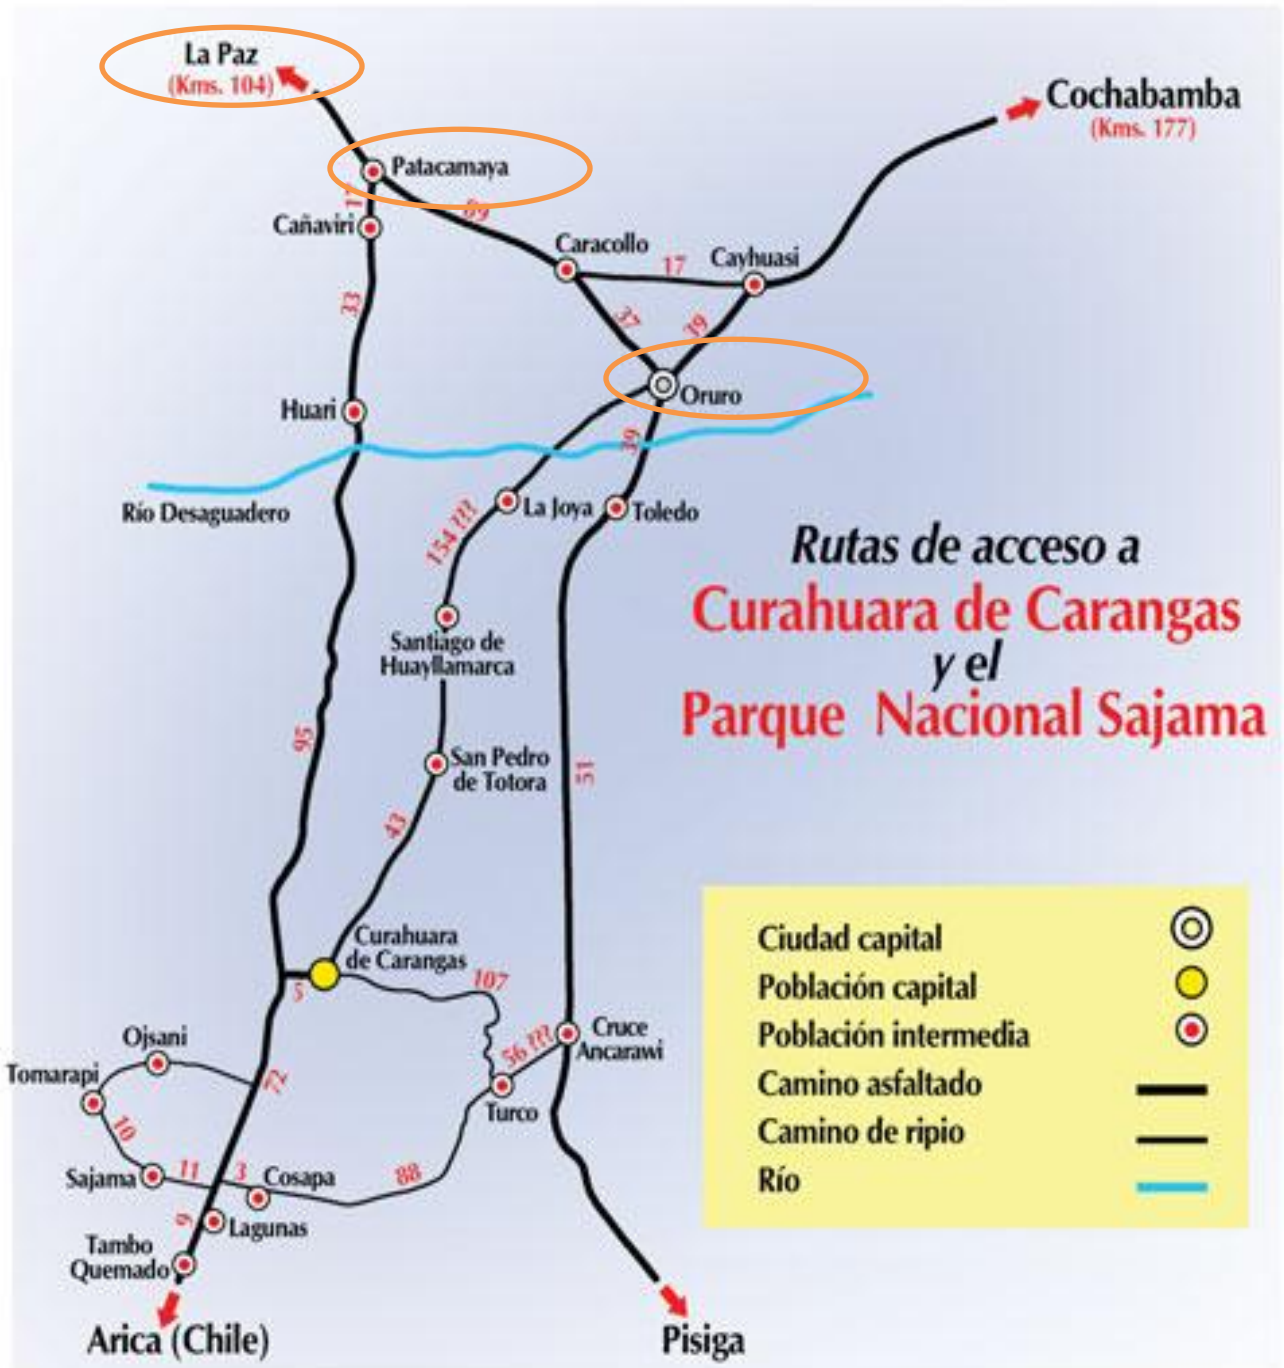 La Paz
(Kms. 104)
Cochabamba
(Kms. 177)
Patacamaya
Cañaviri
89
Caracollo
17
Cayhuasi
33
37
39
Huari
Oruro
39
Río Desaguadero
La Joya
Toledo
154 ???
Rutas de acceso a
Curahuara de Carangas
y el
Parque Nacional Sajama
Santiago de
Huayllamarca
95
San Pedro
de Totora
51
43
Curahuara
de Carangas
5
107
Ciudad capital
Población capital
Población intermedia
Camino asfaltado
Camino de ripio
Río
Ojsani
Cruce
Ancarawi
56 ???
Tomarapi
72
Turco
10
Sajama
11
3
Cosapa
88
9
Lagunas
Tambo
Quemado
Arica (Chile)
Pisiga